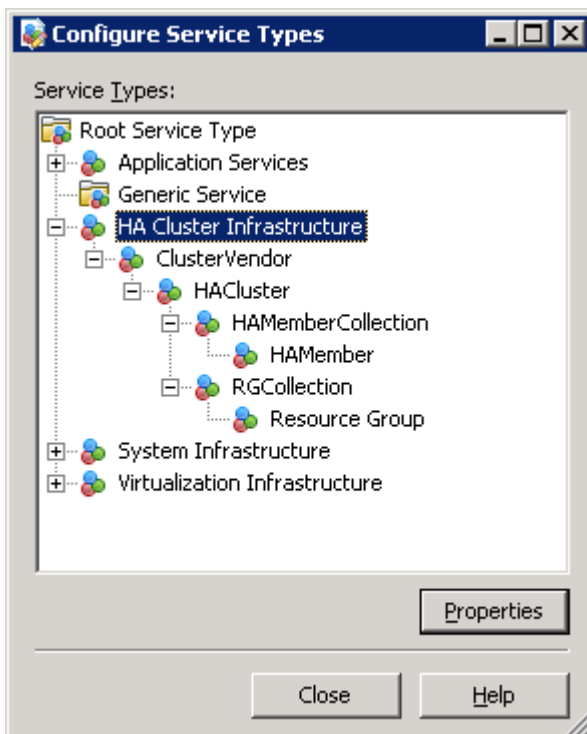 Configure Service Types
Service Types:
Root Service Type
Application Services
Generic Service
HA Cluster Infrastructure
ClusterVendor
HACluster
HAMemberCollection
HAMember
RGCollection
Resource Group
System Infrastructure
Virtualization Infrastructure
Properties
Close Help